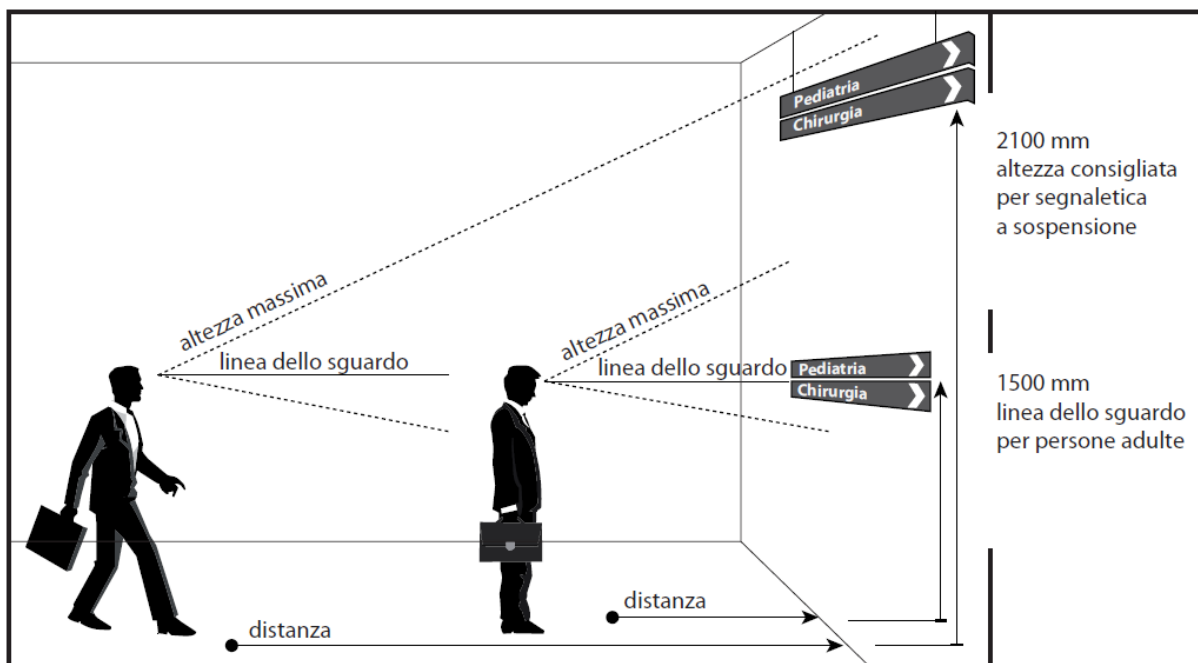 Pediatria
Chirurgia
2100 mm
altezza consigliata
per segnaletica
a sospensione
altezza massima
linea dello sguardo
altezza massima
linea dello sguardo
Pediatria
Chirurgia
1500 mm
linea dello sguardo
per persone adulte
distanza
distanza